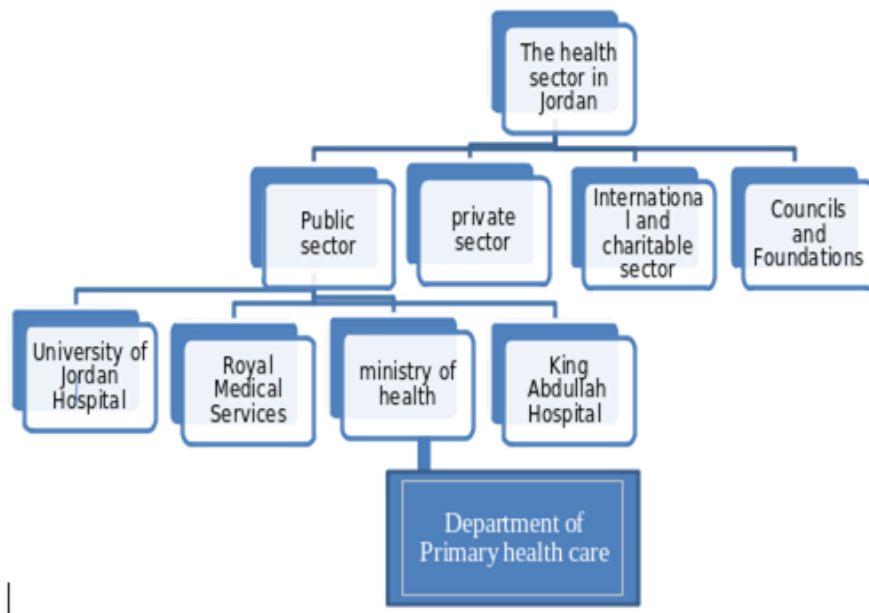 The health
sector in
Jordan
Public
sector
private
sector
Internationa
l and
charitable
sector
Councils
and
Foundations
University of
Jordan
Hospital
Royal
Medical
Services
ministry of
health
King
Abdullah
Hospital
Department of
Primary health care